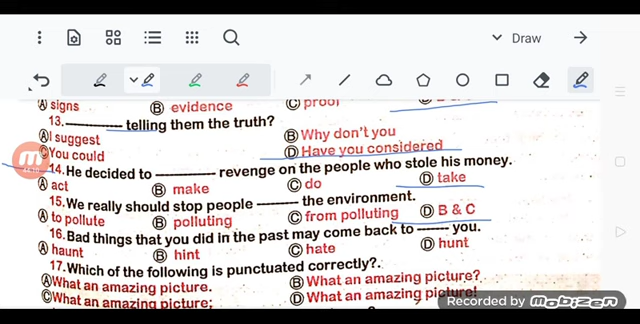 Draw
Ⓐ signs Ⓑ evidence Ⓒ proof
13.———— telling them the truth?
ⒶI suggest Ⓑ Why don't you
ⒸYou could Ⓓ Have you considered
14. He decided to ———— revenge on the people who stole his money.
Ⓐ act Ⓑ make Ⓒ do Ⓓ take
15. We really should stop people ———— the environment.
Ⓐ to pollute Ⓑ polluting Ⓒ from polluting Ⓓ B & C
16. Bad things that you did in the past may come back to ———— you.
Ⓐ haunt Ⓑ hint Ⓒ hate Ⓓ hunt
17. Which of the following is punctuated correctly?.
ⒶWhat an amazing picture. Ⓑ What an amazing picture?
ⒸWhat an amazing picture; Ⓓ What an amazing picture!
Recorded by mobizen